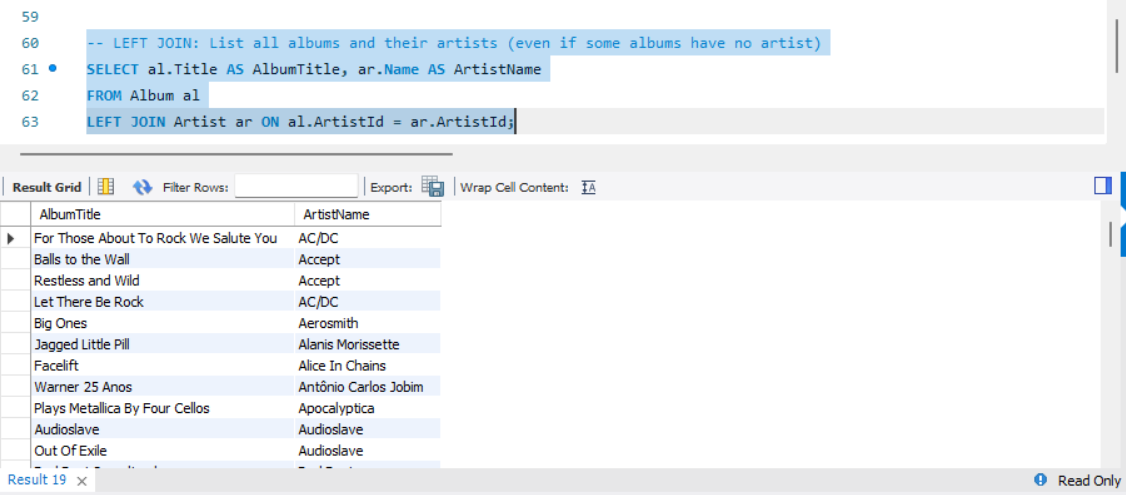 59
60 -- LEFT JOIN: List all albums and their artists (even if some albums have no artist)
61 SELECT al.Title AS AlbumTitle, ar.Name AS ArtistName
62 FROM Album al
63 LEFT JOIN Artist ar ON al.ArtistId = ar.ArtistId;
Result Grid Filter Rows: Export: Wrap Cell Content: IA
AlbumTitle ArtistName
For Those About To Rock We Salute You AC/DC
Balls to the Wall Accept
Restless and Wild Accept
Let There Be Rock AC/DC
Big Ones Aerosmith
Jagged Little Pill Alanis Morissette
Facelift Alice In Chains
Warner 25 Anos Antônio Carlos Jobim
Plays Metallica By Four Cellos Apocalyptica
Audioslave Audioslave
Out Of Exile Audioslave
Result 19 Read Only